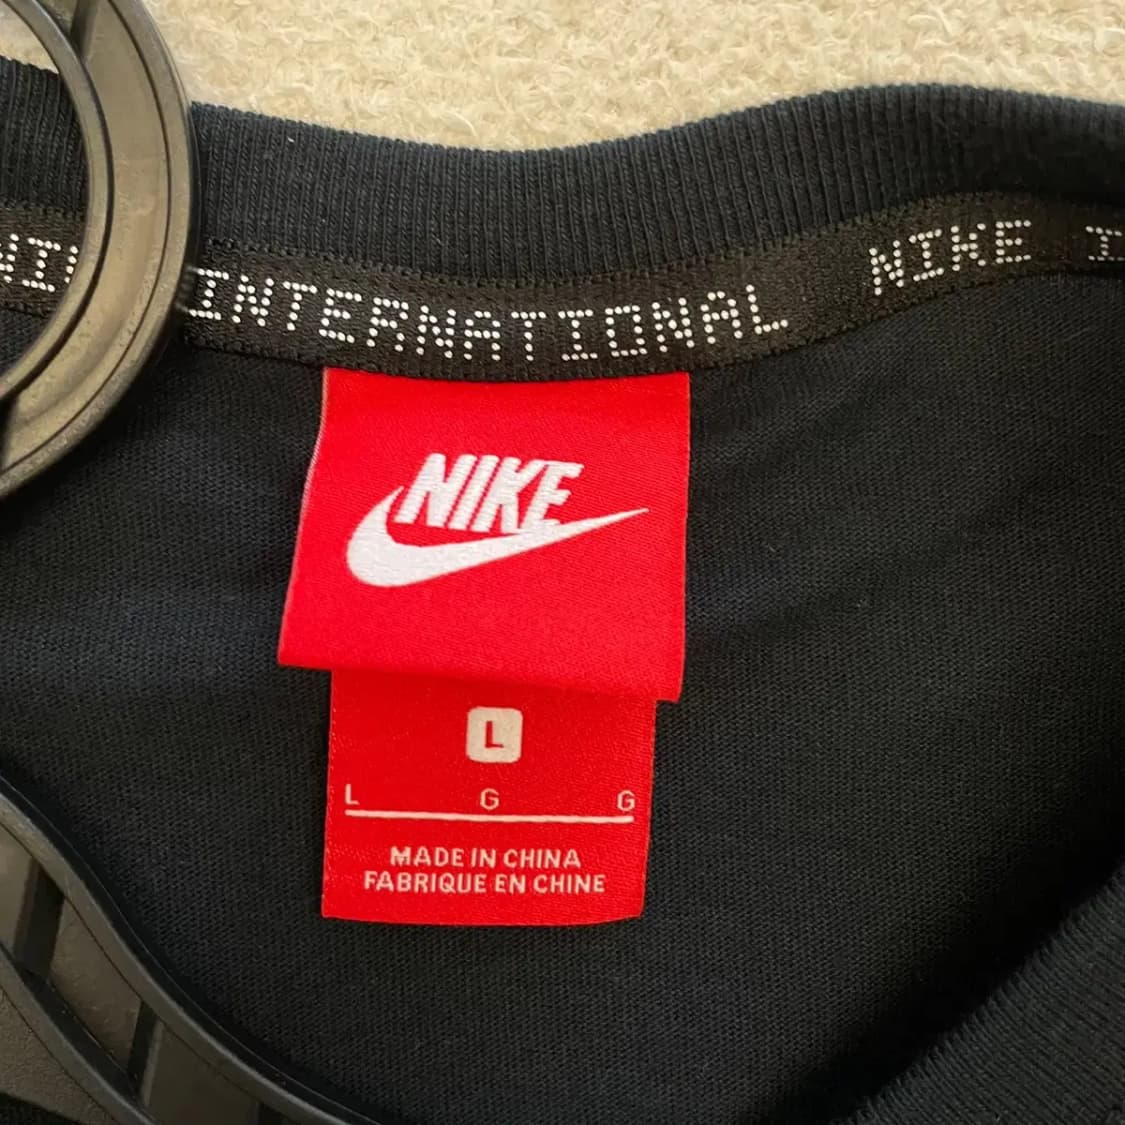 INTERNATIONAL NIKE
NIKE
L
L G G
MADE IN CHINA
FABRIQUE EN CHINE